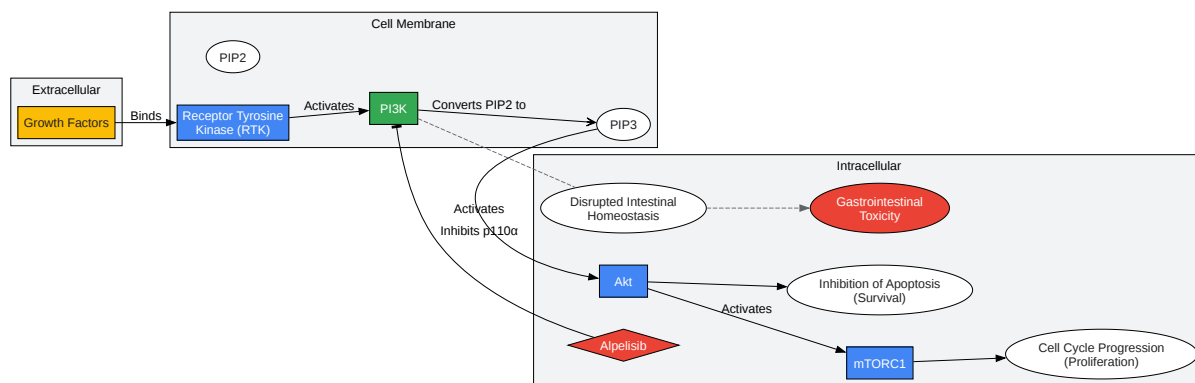 Cell Membrane
PIP2
Extracellular
Growth Factors
Binds
Receptor Tyrosine
Kinase (RTK)
Activates
PI3K
Converts PIP2 to
PIP3
Intracellular
Disrupted Intestinal
Homeostasis
Gastrointestinal
Toxicity
Activates
Inhibits p110α
Akt
Inhibition of Apoptosis
(Survival)
Activates
Alpelisib
mTORC1
Cell Cycle Progression
(Proliferation)